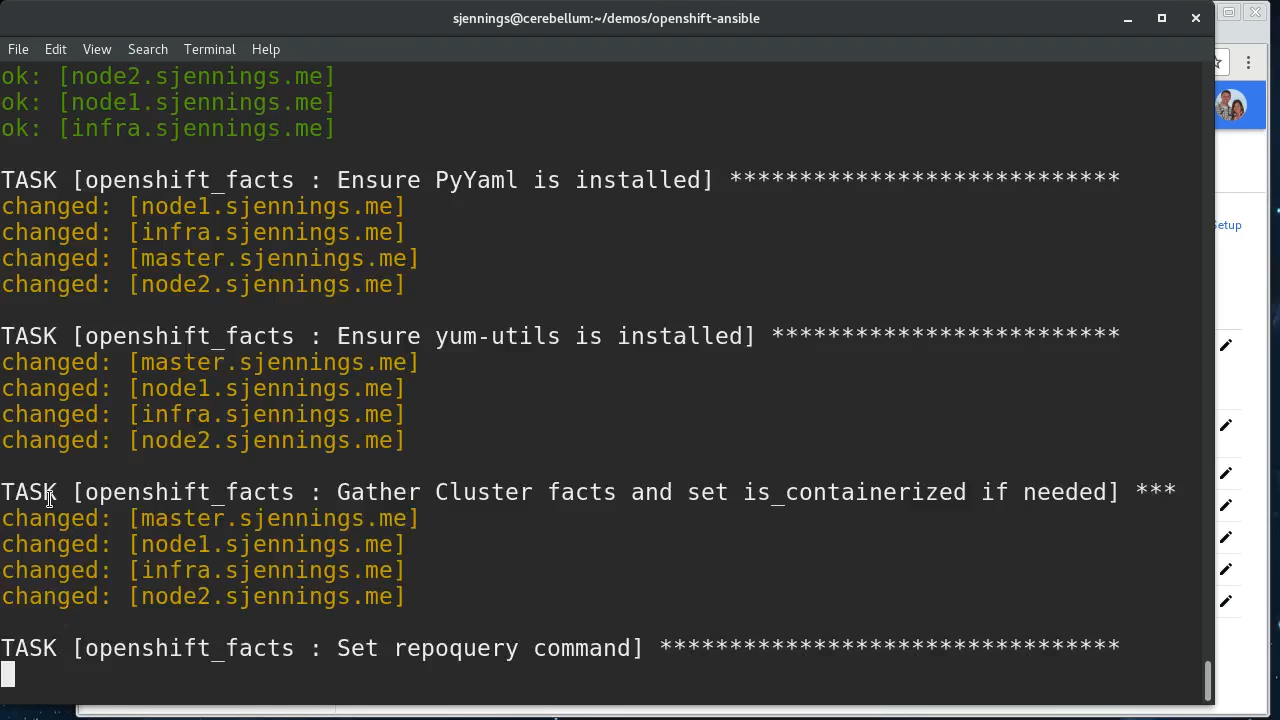 sjennings@cerebellum:~/demos/openshift-ansible
File Edit View Search Terminal Help
ok: [node2.sjennings.me]
ok: [node1.sjennings.me]
ok: [infra.sjennings.me]
TASK [openshift_facts : Ensure PyYaml is installed] ****************************
changed: [node1.sjennings.me]
changed: [infra.sjennings.me]
changed: [master.sjennings.me]
changed: [node2.sjennings.me]
Setup
TASK [openshift_facts : Ensure yum-utils is installed] *************************
changed: [master.sjennings.me]
changed: [node1.sjennings.me]
changed: [infra.sjennings.me]
changed: [node2.sjennings.me]
TASK [openshift_facts : Gather Cluster facts and set is_containerized if needed] ***
changed: [master.sjennings.me]
changed: [node1.sjennings.me]
changed: [infra.sjennings.me]
changed: [node2.sjennings.me]
TASK [openshift_facts : Set repoquery command] *********************************